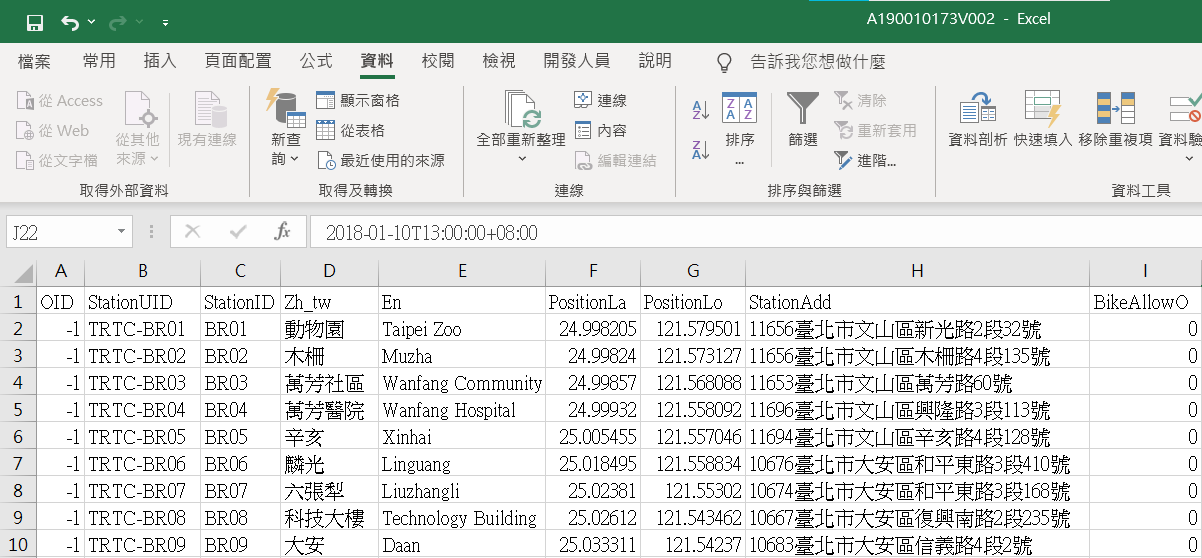 A190010173V002 - Excel
檔案 常用 插入 頁面配置 公式 資料 校閱 檢視 開發人員 說明 告訴我您想做什麼
從 Access
從 Web
從文字檔
從其他來源
現有連線
取得外部資料
新查詢
顯示窗格
從表格
最近使用的來源
取得及轉換
全部重新整理
連線
內容
編輯連結
連線
排序...
篩選
清除
重新套用
進階...
排序與篩選
資料剖析 快速填入 移除重複項 資料驗
資料工具
J22 fx 2018-01-10T13:00:00+08:00
A B C D E F G H I
1 OID StationUID StationID Zh_tw En PositionLa PositionLo StationAdd BikeAllowO
2 -1 TRTC-BR01 BR01 動物園 Taipei Zoo 24.998205 121.579501 11656臺北市文山區新光路2段32號 0
3 -1 TRTC-BR02 BR02 木柵 Muzha 24.99824 121.573127 11656臺北市文山區木柵路4段135號 0
4 -1 TRTC-BR03 BR03 萬芳社區 Wanfang Community 24.99857 121.568088 11653臺北市文山區萬芳路60號 0
5 -1 TRTC-BR04 BR04 萬芳醫院 Wanfang Hospital 24.99932 121.558092 11696臺北市文山區興隆路3段113號 0
6 -1 TRTC-BR05 BR05 辛亥 Xinhai 25.005455 121.557046 11694臺北市文山區辛亥路4段128號 0
7 -1 TRTC-BR06 BR06 麟光 Linguang 25.018495 121.558834 10676臺北市大安區和平東路3段410號 0
8 -1 TRTC-BR07 BR07 六張犁 Liuzhangli 25.02381 121.55302 10674臺北市大安區和平東路3段168號 0
9 -1 TRTC-BR08 BR08 科技大樓 Technology Building 25.02612 121.543462 10667臺北市大安區復興南路2段235號 0
10 -1 TRTC-BR09 BR09 大安 Daan 25.033311 121.54237 10683臺北市大安區信義路4段2號 0